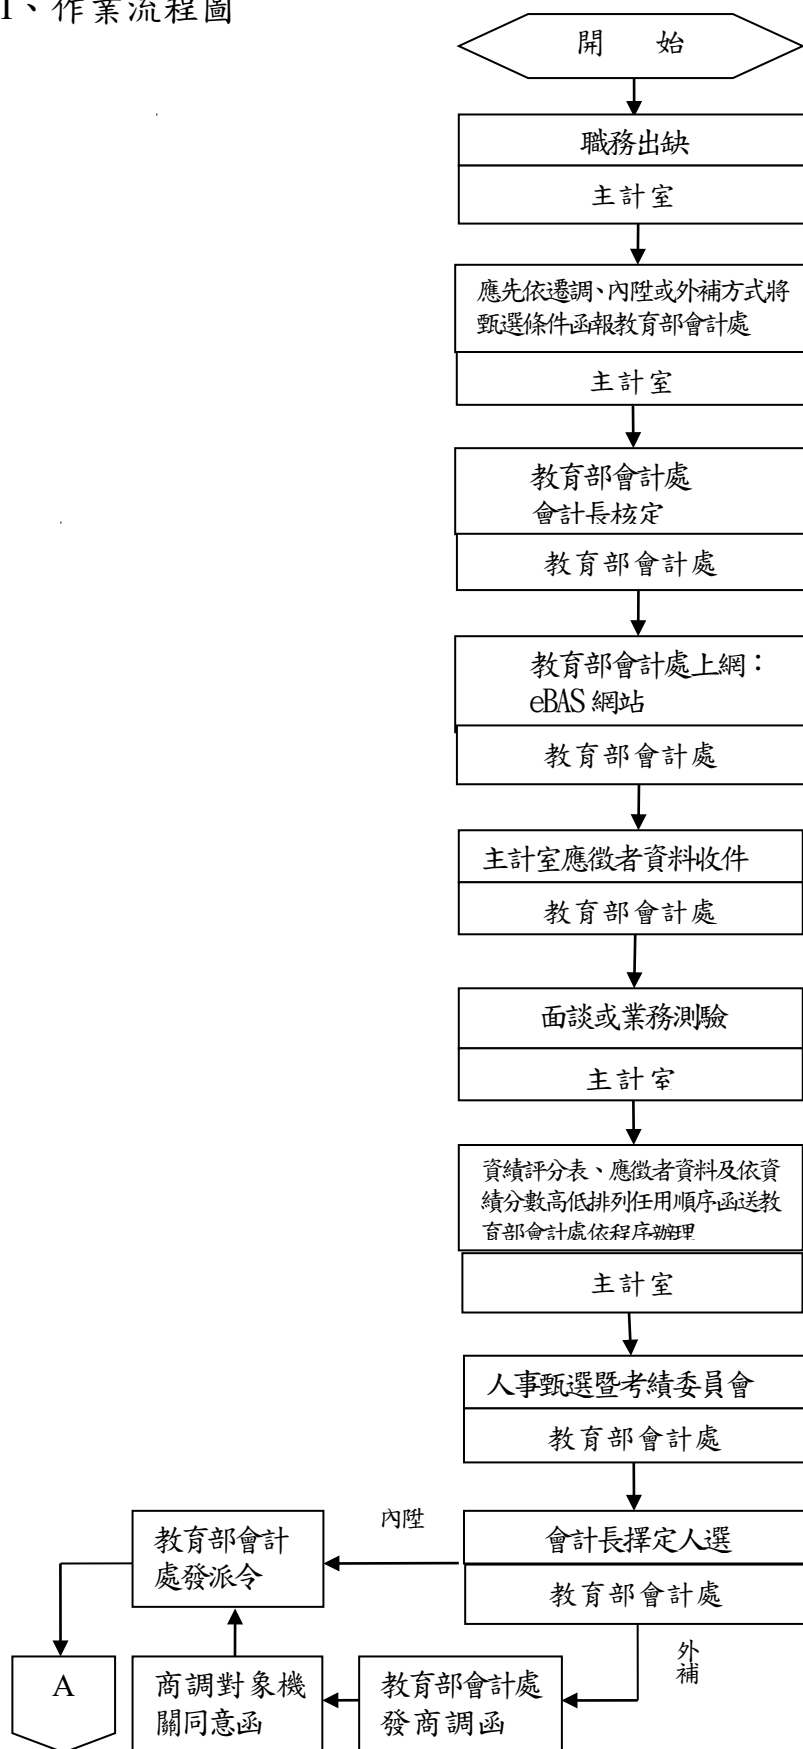 1、作業流程圖
開　始
職務出缺
主計室
應先依遷調、內陞或外補方式將
甄選條件函報教育部會計處
主計室
教育部會計處
會計長核定
教育部會計處
教育部會計處上網：
eBAS 網站
教育部會計處
主計室應徵者資料收件
教育部會計處
面談或業務測驗
主計室
資績評分表、應徵者資料及依資
績分數高低排列任用順序函送教
育部會計處依程序辦理
主計室
人事甄選暨考績委員會
教育部會計處
會計長擇定人選
教育部會計處
內陞
教育部會計
處發派令
外
補
教育部會計處
發商調函
商調對象機
關同意函
A